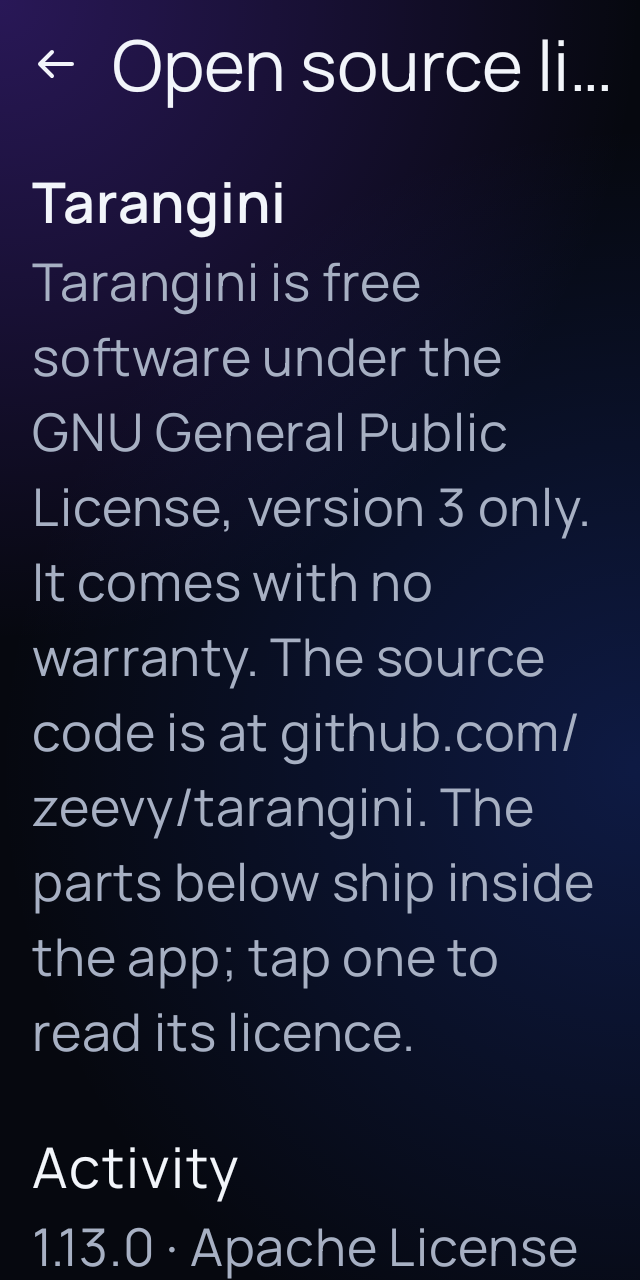 Open source li...
Tarangini
Tarangini is free
software under the
GNU General Public
License, version 3 only.
It comes with no
warranty. The source
code is at github.com/
zeevy/tarangini. The
parts below ship inside
the app; tap one to
read its licence.
Activity
1.13.0 · Apache License